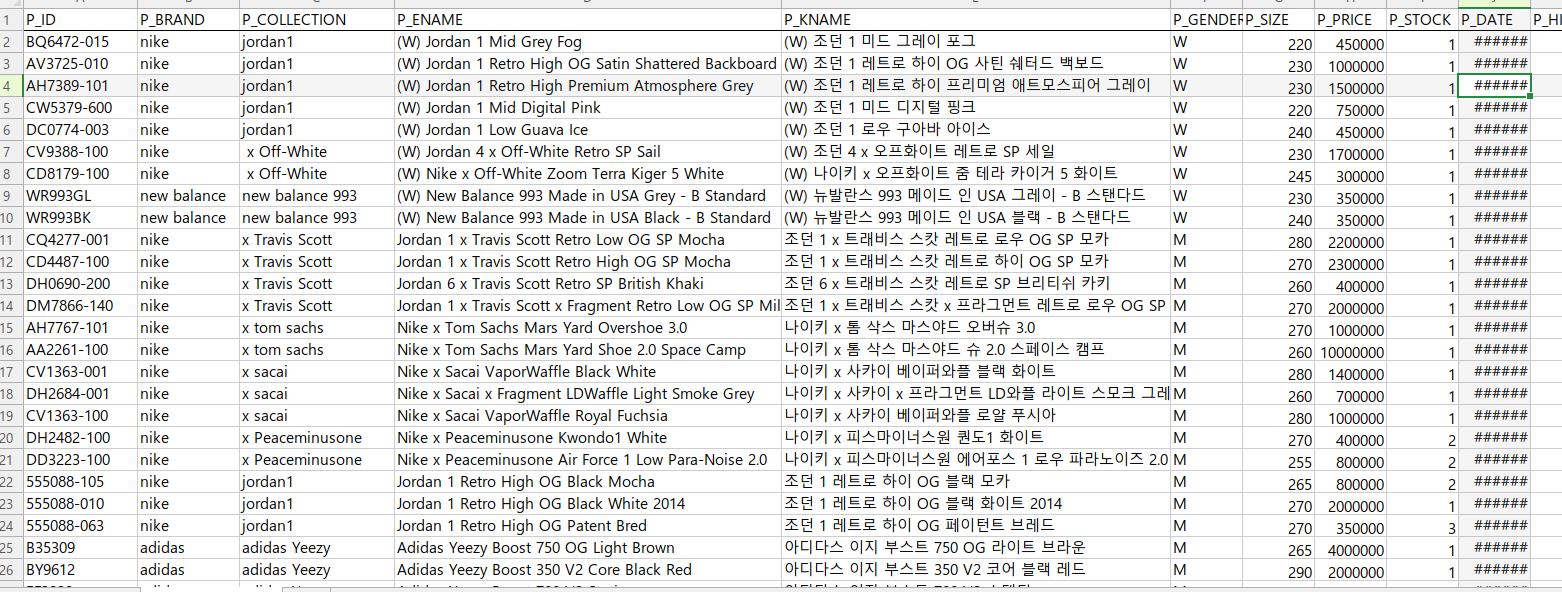 1 P_ID P_BRAND P_COLLECTION P_ENAME P_KNAME P_GENDER P_SIZE P_PRICE P_STOCK P_DATE P_HI
2 BQ6472-015 nike jordan1 (W) Jordan 1 Mid Grey Fog (W) 조던 1 미드 그레이 포그 W 220 450000 1 ######
3 AV3725-010 nike jordan1 (W) Jordan 1 Retro High OG Satin Shattered Backboard (W) 조던 1 레트로 하이 OG 사틴 쉐터드 백보드 W 230 1000000 1 ######
4 AH7389-101 nike jordan1 (W) Jordan 1 Retro High Premium Atmosphere Grey (W) 조던 1 레트로 하이 프리미엄 애트모스피어 그레이 W 230 1500000 1 ######
5 CW5379-600 nike jordan1 (W) Jordan 1 Mid Digital Pink (W) 조던 1 미드 디지털 핑크 W 220 750000 1 ######
6 DC0774-003 nike jordan1 (W) Jordan 1 Low Guava Ice (W) 조던 1 로우 구아바 아이스 W 240 450000 1 ######
7 CV9388-100 nike x Off-White (W) Jordan 4 x Off-White Retro SP Sail (W) 조던 4 x 오프화이트 레트로 SP 세일 W 230 1700000 1 ######
8 CD8179-100 nike x Off-White (W) Nike x Off-White Zoom Terra Kiger 5 White (W) 나이키 x 오프화이트 줌 테라 카이거 5 화이트 W 245 300000 1 ######
9 WR993GL new balance new balance 993 (W) New Balance 993 Made in USA Grey - B Standard (W) 뉴발란스 993 메이드 인 USA 그레이 - B 스탠다드 W 230 350000 1 ######
10 WR993BK new balance new balance 993 (W) New Balance 993 Made in USA Black - B Standard (W) 뉴발란스 993 메이드 인 USA 블랙 - B 스탠다드 W 240 350000 1 ######
11 CQ4277-001 nike x Travis Scott Jordan 1 x Travis Scott Retro Low OG SP Mocha 조던 1 x 트래비스 스캇 레트로 로우 OG SP 모카 M 280 2200000 1 ######
12 CD4487-100 nike x Travis Scott Jordan 1 x Travis Scott Retro High OG SP Mocha 조던 1 x 트래비스 스캇 레트로 하이 OG SP 모카 M 270 2300000 1 ######
13 DH0690-200 nike x Travis Scott Jordan 6 x Travis Scott Retro SP British Khaki 조던 6 x 트래비스 스캇 레트로 SP 브리티쉬 카키 M 260 400000 1 ######
14 DM7866-140 nike x Travis Scott Jordan 1 x Travis Scott x Fragment Retro Low OG SP Mil 조던 1 x 트래비스 스캇 x 프라그먼트 레트로 로우 OG SP M 270 2000000 1 ######
15 AH7767-101 nike x tom sachs Nike x Tom Sachs Mars Yard Overshoe 3.0 나이키 x 톰 삭스 마스야드 오버슈 3.0 M 270 1000000 1 ######
16 AA2261-100 nike x tom sachs Nike x Tom Sachs Mars Yard Shoe 2.0 Space Camp 나이키 x 톰 삭스 마스야드 슈 2.0 스페이스 캠프 M 260 10000000 1 ######
17 CV1363-001 nike x sacai Nike x Sacai VaporWaffle Black White 나이키 x 사카이 베이퍼와플 블랙 화이트 M 280 1400000 1 ######
18 DH2684-001 nike x sacai Nike x Sacai x Fragment LDWaffle Light Smoke Grey 나이키 x 사카이 x 프라그먼트 LD와플 라이트 스모크 그레 M 260 700000 1 ######
19 CV1363-100 nike x sacai Nike x Sacai VaporWaffle Royal Fuchsia 나이키 x 사카이 베이퍼와플 로얄 푸시아 M 280 1000000 1 ######
20 DH2482-100 nike x Peaceminusone Nike x Peaceminusone Kwondo1 White 나이키 x 피스마이너스원 퀀도1 화이트 M 270 400000 2 ######
21 DD3223-100 nike x Peaceminusone Nike x Peaceminusone Air Force 1 Low Para-Noise 2.0 나이키 x 피스마이너스원 에어포스 1 로우 파라노이즈 2.0 M 255 800000 2 ######
22 555088-105 nike jordan1 Jordan 1 Retro High OG Black Mocha 조던 1 레트로 하이 OG 블랙 모카 M 265 800000 2 ######
23 555088-010 nike jordan1 Jordan 1 Retro High OG Black White 2014 조던 1 레트로 하이 OG 블랙 화이트 2014 M 270 2000000 1 ######
24 555088-063 nike jordan1 Jordan 1 Retro High OG Patent Bred 조던 1 레트로 하이 OG 페이턴트 브레드 M 270 350000 3 ######
25 B35309 adidas adidas Yeezy Adidas Yeezy Boost 750 OG Light Brown 아디다스 이지 부스트 750 OG 라이트 브라운 M 265 4000000 1 ######
26 BY9612 adidas adidas Yeezy Adidas Yeezy Boost 350 V2 Core Black Red 아디다스 이지 부스트 350 V2 코어 블랙 레드 M 290 2000000 1 ######